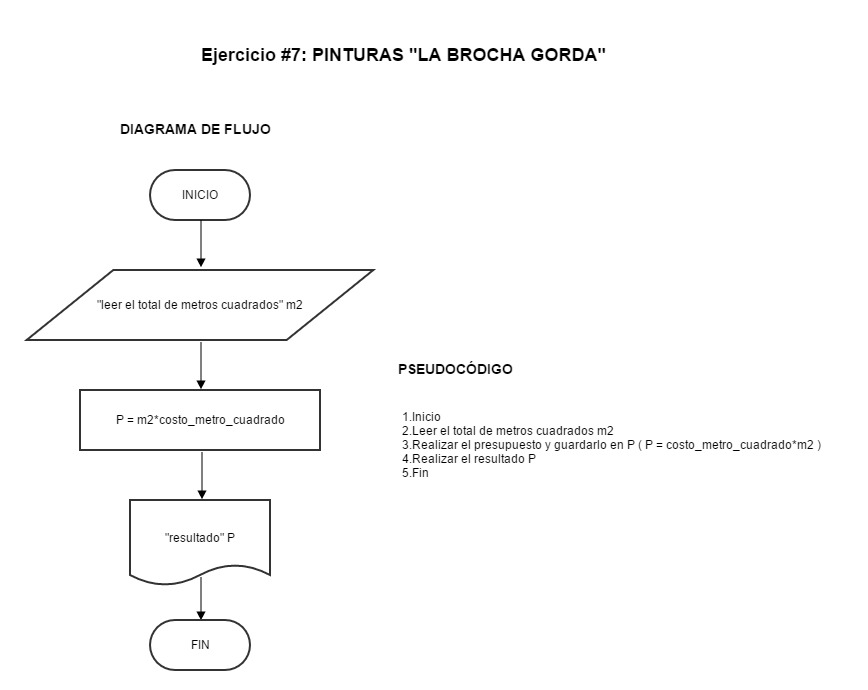 Ejercicio #7: PINTURAS "LA BROCHA GORDA"
DIAGRAMA DE FLUJO
INICIO
"leer el total de metros cuadrados" m2
P = m2*costo_metro_cuadrado
"resultado" P
FIN
PSEUDOCÓDIGO
1.Inicio
2.Leer el total de metros cuadrados m2
3.Realizar el presupuesto y guardarlo en P ( P = costo_metro_cuadrado*m2 )
4.Realizar el resultado P
5.Fin